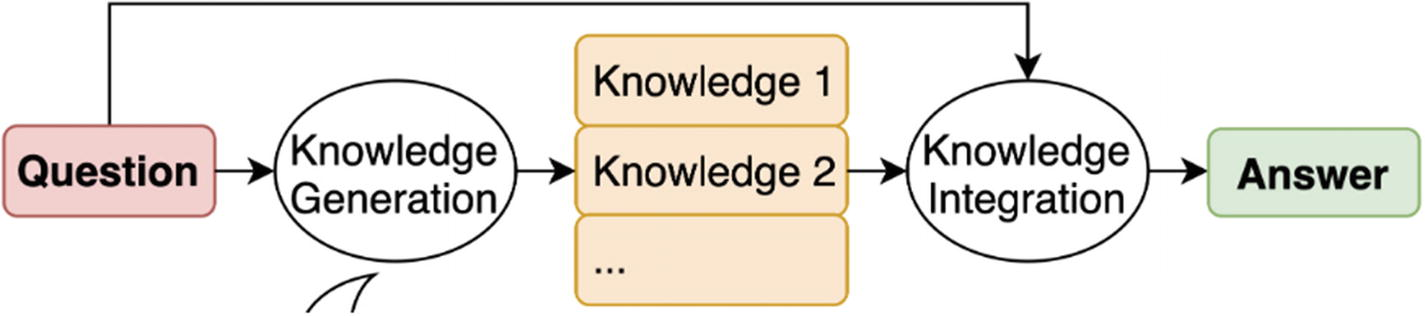 Question
Knowledge
Generation
Knowledge 1
Knowledge 2
...
Knowledge
Integration
Answer